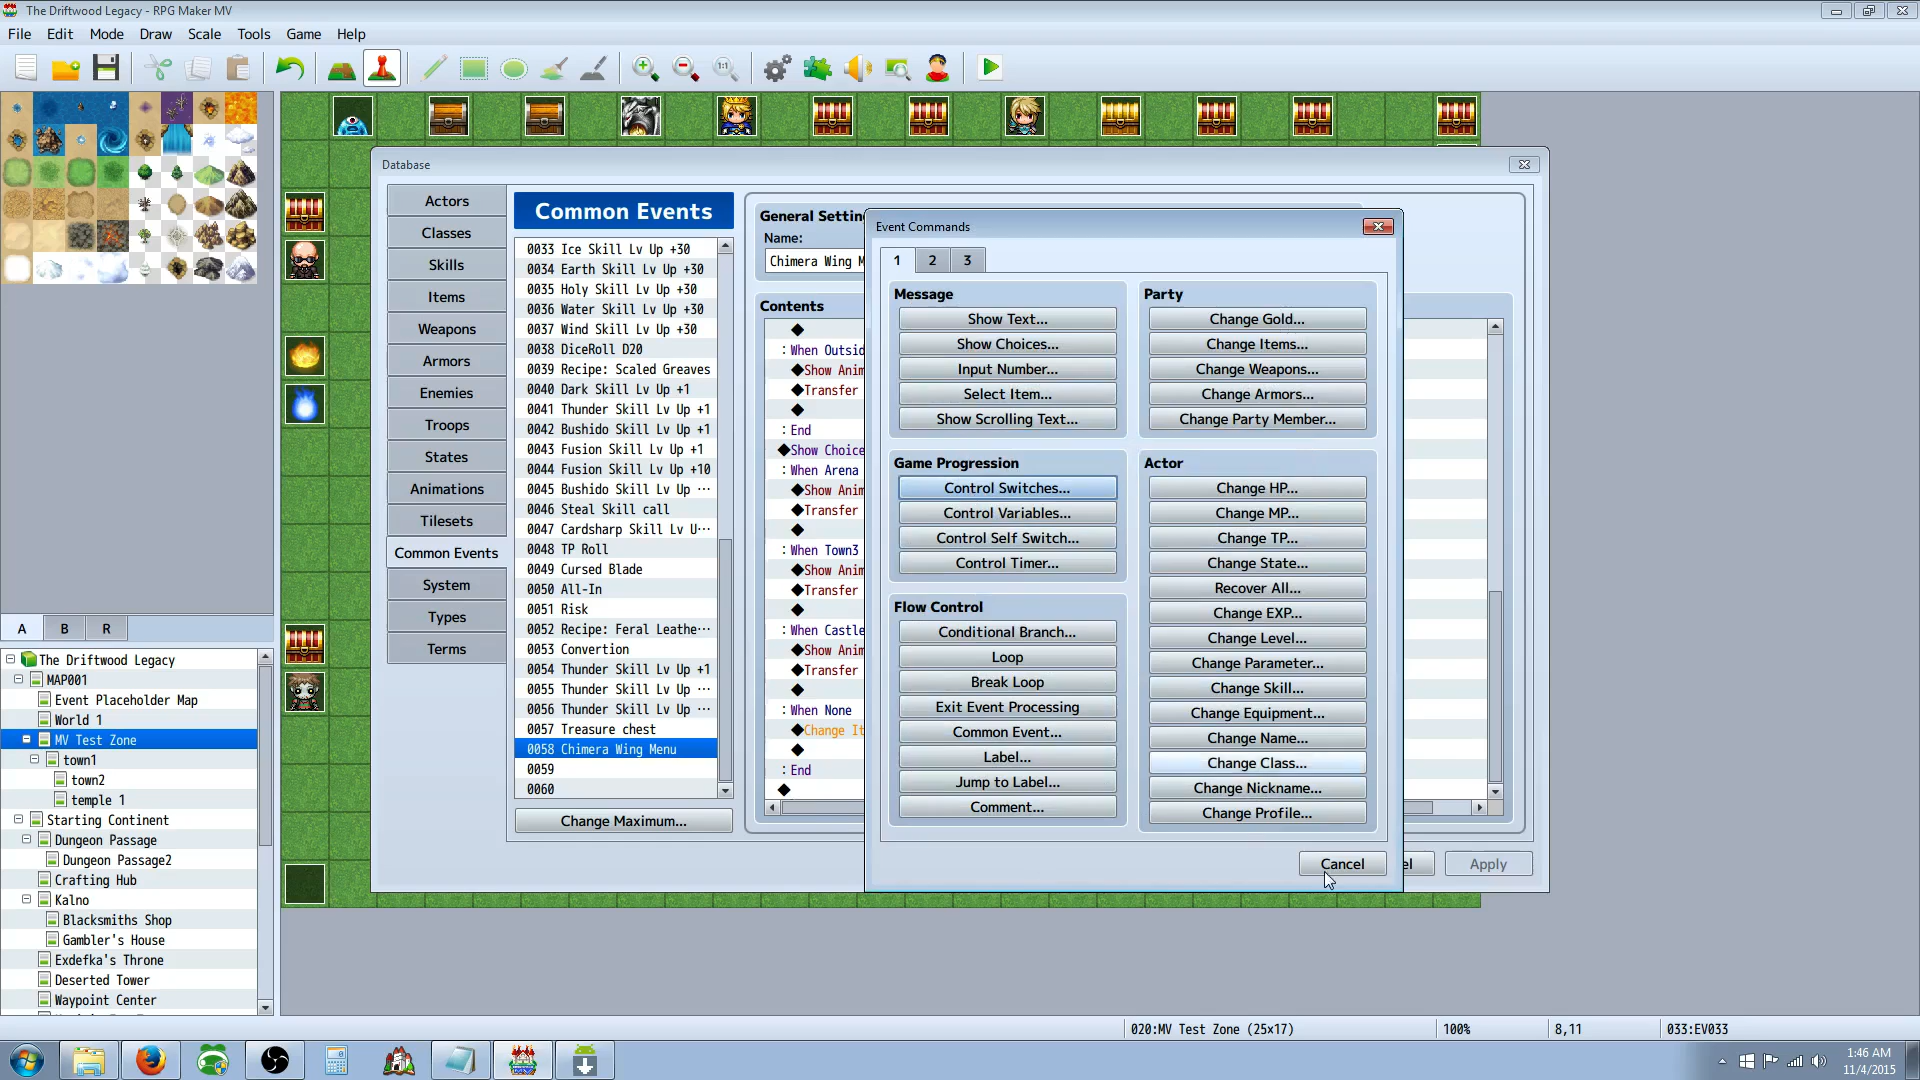 The Driftwood Legacy - RPG Maker MV
File Edit Mode Draw Scale Tools Game Help
1:1
Database
Actors
Classes
Skills
Items
Weapons
Armors
Enemies
Troops
States
Animations
Tilesets
Common Events
System
Types
Terms
Common Events
0033 Ice Skill Lv Up +30
0034 Earth Skill Lv Up +30
0035 Holy Skill Lv Up +30
0036 Water Skill Lv Up +30
0037 Wind Skill Lv Up +30
0038 DiceRoll D20
0039 Recipe: Scaled Greaves
0040 Dark Skill Lv Up +1
0041 Thunder Skill Lv Up +1
0042 Bushido Skill Lv Up +1
0043 Fusion Skill Lv Up +1
0044 Fusion Skill Lv Up +10
0045 Bushido Skill Lv Up ...
0046 Steal Skill call
0047 Cardsharp Skill Lv U...
0048 TP Roll
0049 Cursed Blade
0050 All-In
0051 Risk
0052 Recipe: Feral Leathe...
0053 Convertion
0054 Thunder Skill Lv Up +1
0055 Thunder Skill Lv Up ...
0056 Thunder Skill Lv Up ...
0057 Treasure chest
0058 Chimera Wing Menu
0059
0060
Change Maximum...
General Settin
Name:
Chimera Wing M
Contents
◆
: When Outsid
◆Show Anim
◆Transfer
◆
: End
◆Show Choice
: When Arena
◆Show Anim
◆Transfer
◆
: When Town3
◆Show Anim
◆Transfer
◆
: When Castle
◆Show Anim
◆Transfer
◆
: When None
◆Change It
◆
: End
◆
Event Commands
1 2 3
Message
Show Text...
Show Choices...
Input Number...
Select Item...
Show Scrolling Text...
Game Progression
Control Switches...
Control Variables...
Control Self Switch...
Control Timer...
Flow Control
Conditional Branch...
Loop
Break Loop
Exit Event Processing
Common Event...
Label...
Jump to Label...
Comment...
Party
Change Gold...
Change Items...
Change Weapons...
Change Armors...
Change Party Member...
Actor
Change HP...
Change MP...
Change TP...
Change State...
Recover All...
Change EXP...
Change Level...
Change Parameter...
Change Skill...
Change Equipment...
Change Name...
Change Class...
Change Nickname...
Change Profile...
Cancel
el
Apply
A B R
The Driftwood Legacy
MAP001
Event Placeholder Map
World 1
MV Test Zone
town1
town2
temple 1
Starting Continent
Dungeon Passage
Dungeon Passage2
Crafting Hub
Kalno
Blacksmiths Shop
Gambler's House
Exdefka's Throne
Deserted Tower
Waypoint Center
020:MV Test Zone (25x17)
100%
8,11
033:EV033
1:46 AM
11/4/2015